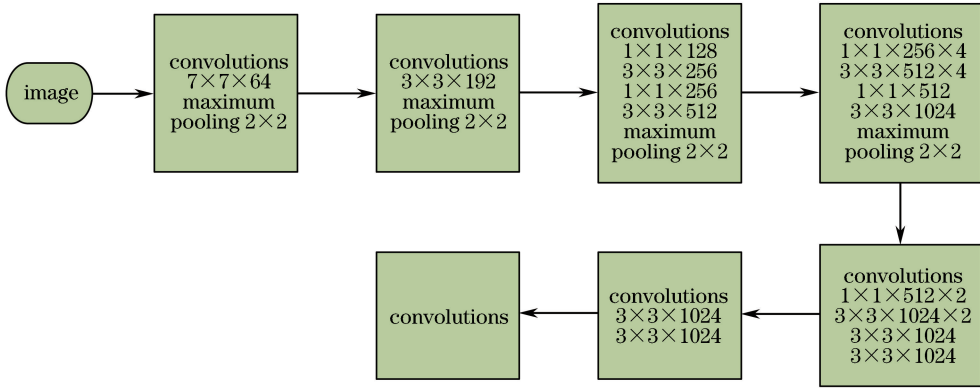 image
convolutions
7×7×64
maximum
pooling 2×2
convolutions
3×3×192
maximum
pooling 2×2
convolutions
1×1×128
3×3×256
1×1×256
3×3×512
maximum
pooling 2×2
convolutions
1×1×256×4
3×3×512×4
1×1×512
3×3×1024
maximum
pooling 2×2
convolutions
1×1×512×2
3×3×1024×2
3×3×1024
3×3×1024
convolutions
3×3×1024
3×3×1024
convolutions